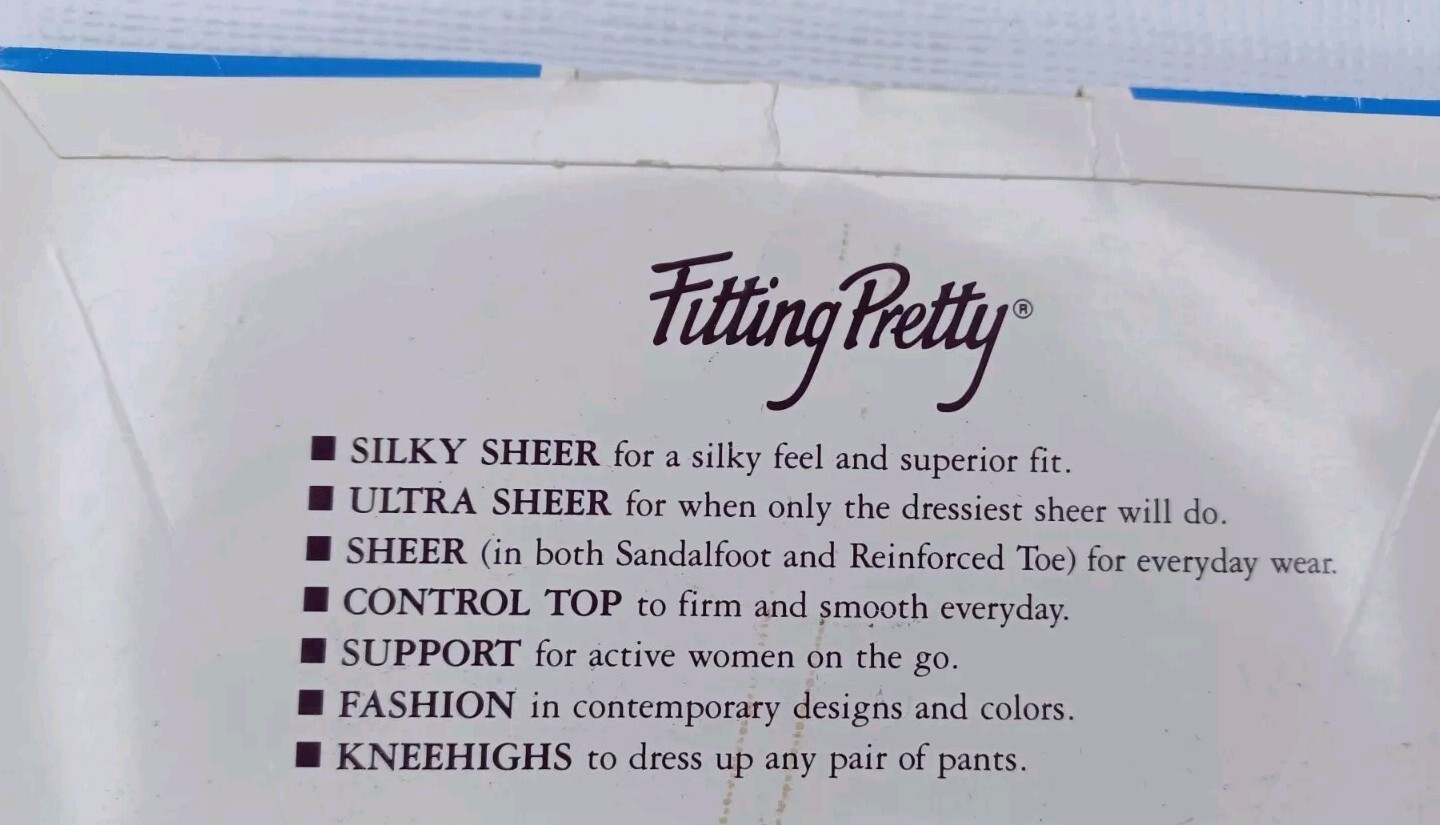 Fitting Pretty®
■ SILKY SHEER for a silky feel and superior fit.
■ ULTRA SHEER for when only the dressiest sheer will do.
■ SHEER (in both Sandalfoot and Reinforced Toe) for everyday wear.
■ CONTROL TOP to firm and smooth everyday.
■ SUPPORT for active women on the go.
■ FASHION in contemporary designs and colors.
■ KNEEHIGHS to dress up any pair of pants.